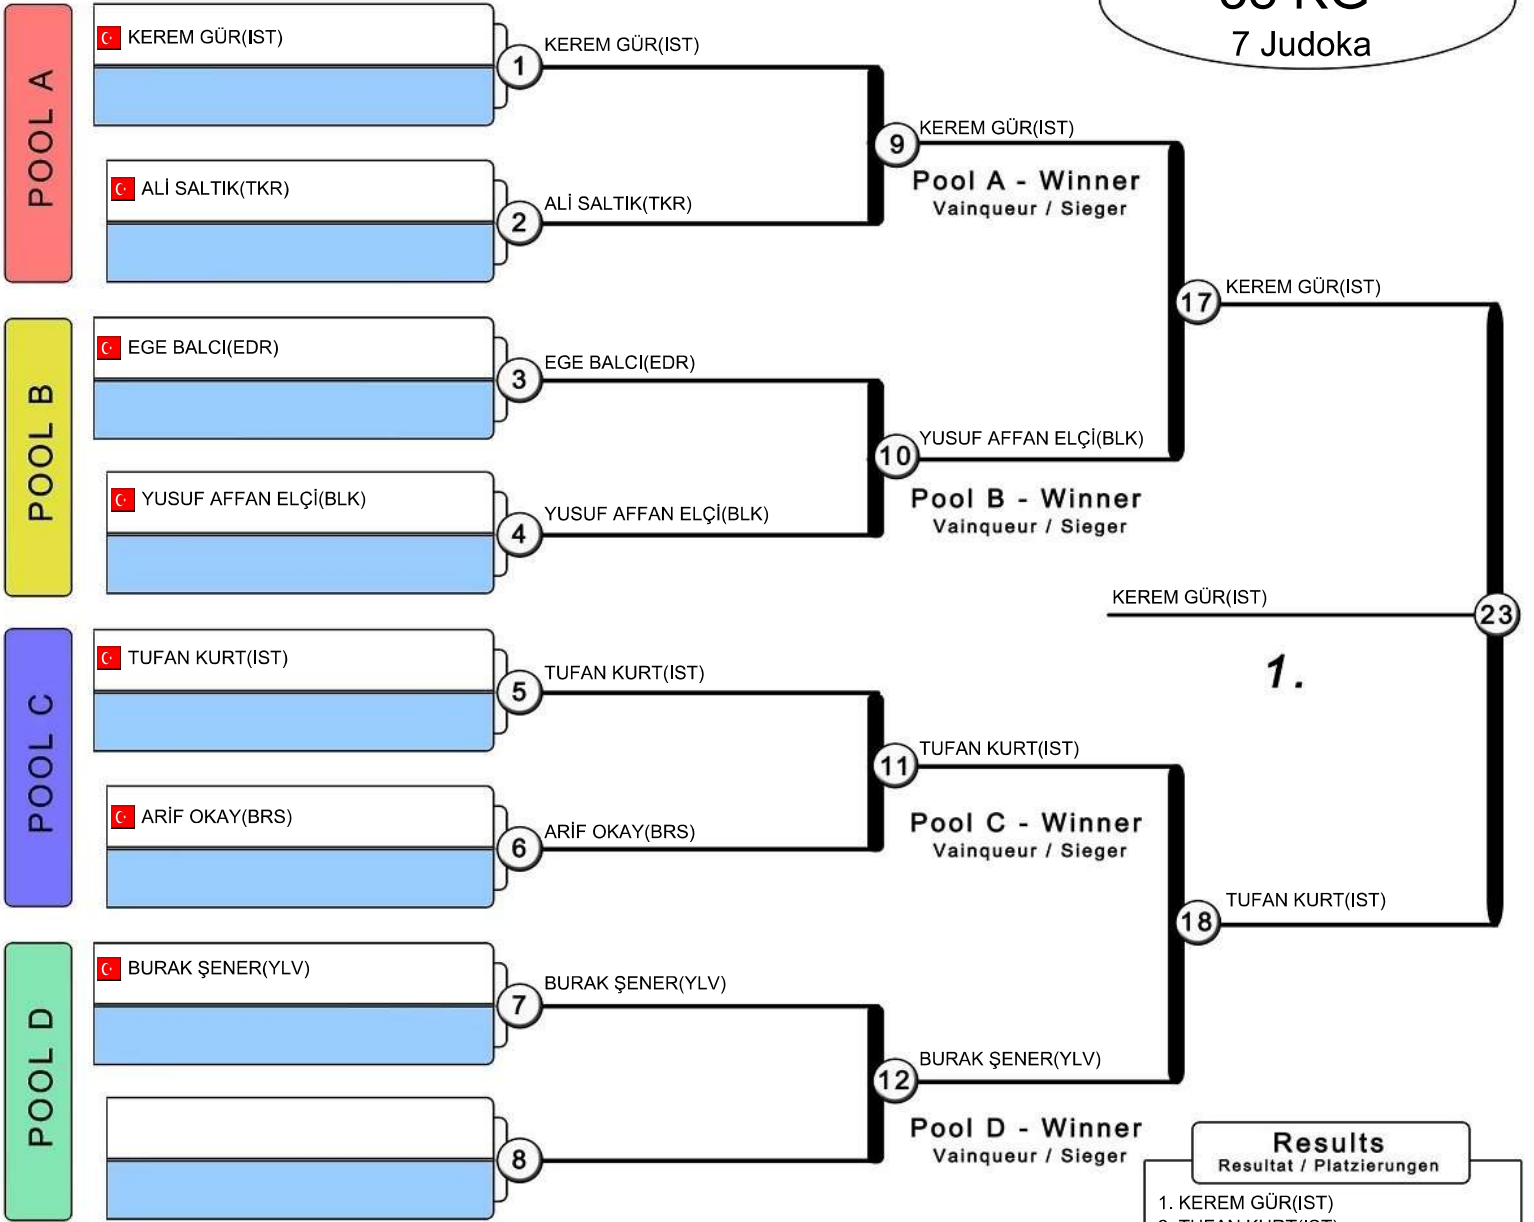 7 Judoka
POOL A
KEREM GÜR(IST)
1
KEREM GÜR(IST)
ALİ SALTIK(TKR)
2
ALİ SALTIK(TKR)
9
KEREM GÜR(IST)
Pool A - Winner
Vainqueur / Sieger
POOL B
EGE BALCI(EDR)
3
EGE BALCI(EDR)
YUSUF AFFAN ELÇİ(BLK)
4
YUSUF AFFAN ELÇİ(BLK)
10
YUSUF AFFAN ELÇİ(BLK)
Pool B - Winner
Vainqueur / Sieger
17
KEREM GÜR(IST)
KEREM GÜR(IST)
23
1.
POOL C
TUFAN KURT(IST)
5
TUFAN KURT(IST)
ARİF OKAY(BRS)
6
ARİF OKAY(BRS)
11
TUFAN KURT(IST)
Pool C - Winner
Vainqueur / Sieger
18
TUFAN KURT(IST)
POOL D
BURAK ŞENER(YLV)
7
BURAK ŞENER(YLV)
8
12
BURAK ŞENER(YLV)
Pool D - Winner
Vainqueur / Sieger
Results
Resultat / Platzierungen
1. KEREM GÜR(IST)
2. TUFAN KURT(IST)